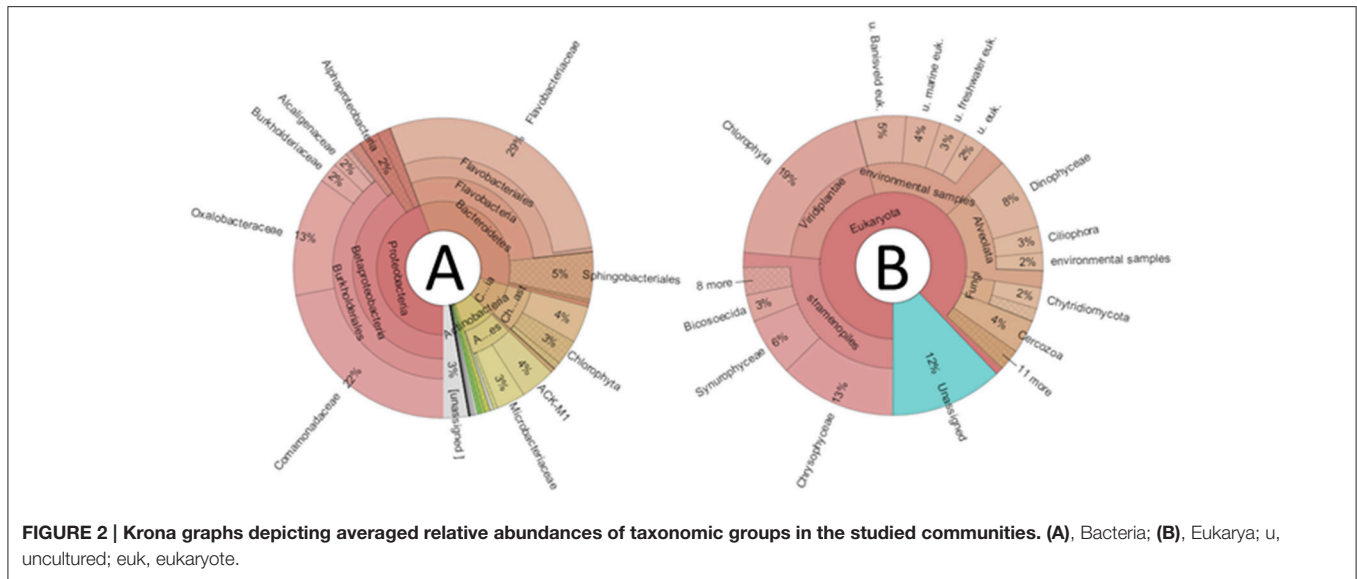 Flavobacteriaceae
29%
Flavobacteriales
Flavobacteria
Bacteroidetes
Alphaproteobacteria
2%
Alcaligenaceae
2%
Burkholderiaceae
2%
Oxalobacteraceae
13%
Proteobacteria
Betaproteobacteria
Burkholderiales
22%
Comamonadaceae
A
5%
Sphingobacteriales
C...ia
Ch...ast
4%
3%
Chlorophyta
Actinobacteria
A...es
4%
ACK-M1
3%
Microbacteriaceae
3%
[unassigned ]
u. Banisveld euk.
5%
u. marine euk.
4%
u. freshwater euk.
3%
u. euk.
2%
Chlorophyta
19%
Viridiplantae
environmental samples
Eukaryota
B
Dinophyceae
8%
Alveolata
Ciliophora
3%
environmental samples
2%
Fungi
2%
Chytridiomycota
4%
Cercozoa
11 more
12%
Unassigned
8 more
3%
Bicosoecida
6%
Synurophyceae
stramenopiles
13%
Chrysophyceae
FIGURE 2 | Krona graphs depicting averaged relative abundances of taxonomic groups in the studied communities. (A), Bacteria; (B), Eukarya; u,
uncultured; euk, eukaryote.